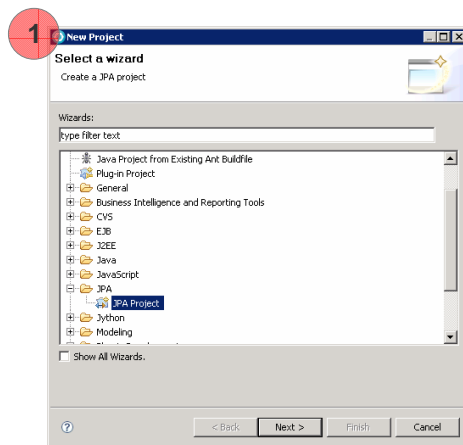 1
New Project
Select a wizard
Create a JPA project
Wizards:
type filter text
Java Project from Existing Ant Buildfile
Plug-in Project
General
Business Intelligence and Reporting Tools
CVS
EJB
J2EE
Java
JavaScript
JPA
JPA Project
Jython
Modeling
Show All Wizards.
? < Back Next > Finish Cancel